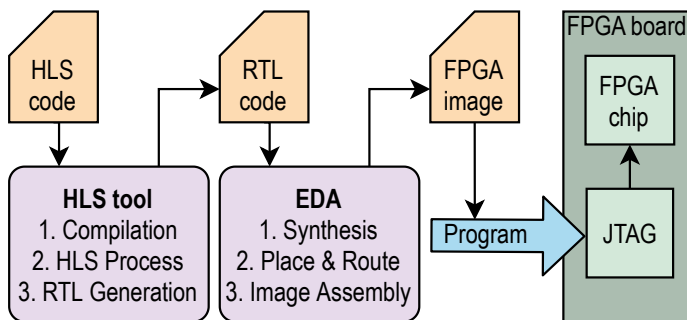 HLS
code
RTL
code
FPGA
image
FPGA board
FPGA
chip
HLS tool
1. Compilation
2. HLS Process
3. RTL Generation
EDA
1. Synthesis
2. Place & Route
3. Image Assembly
Program
JTAG